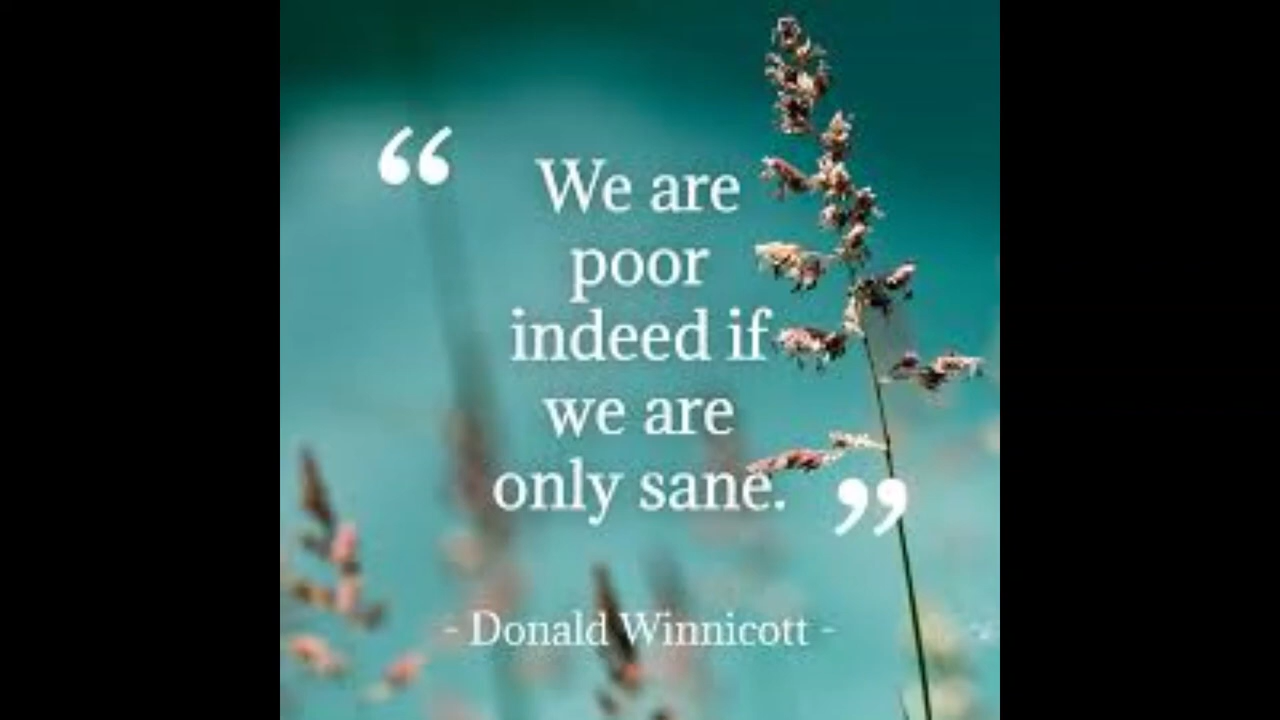 “ We are
poor
indeed if
we are
only sane. ”
- Donald Winnicott -